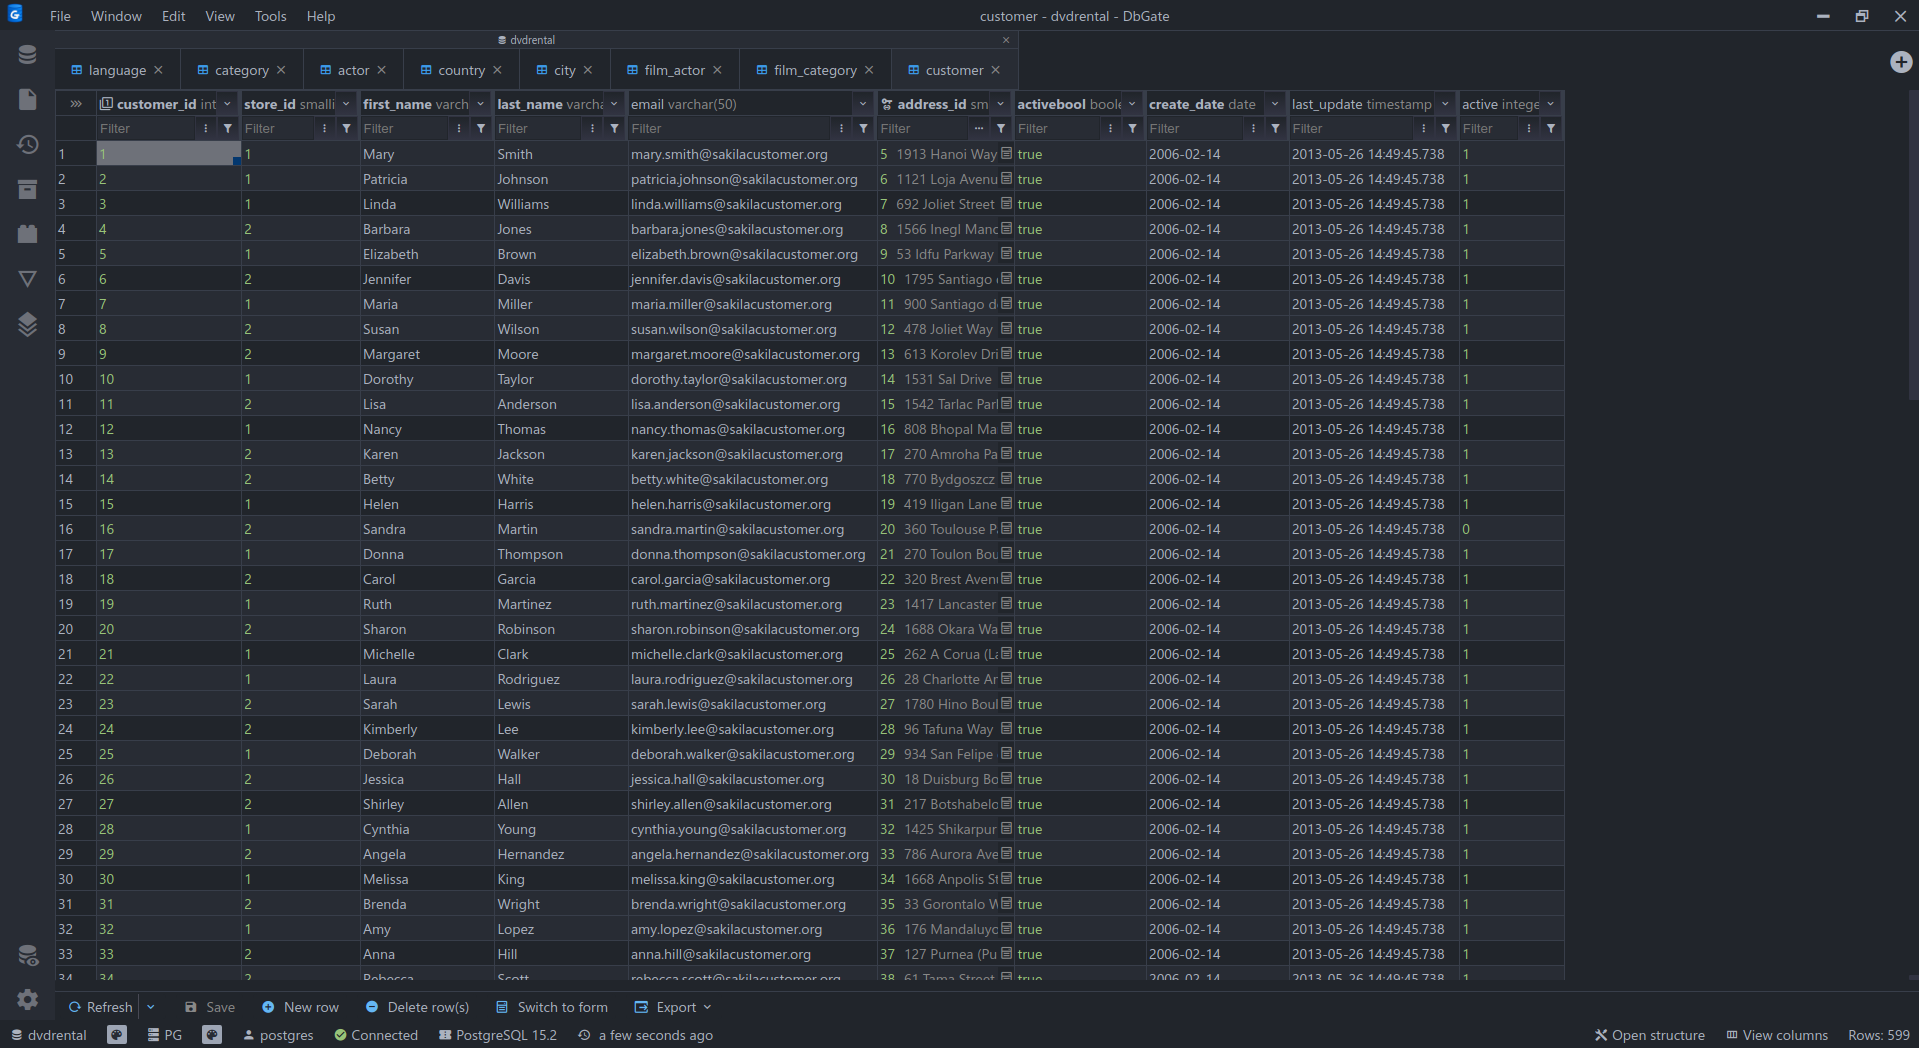 File Window Edit View Tools Help customer - dvdrental - DbGate
dvdrental
language category actor country city film_actor film_category customer
customer_id int store_id smalli first_name varch last_name varcha email varchar(50) address_id sm activebool boole create_date date last_update timestamp active intege
Filter Filter Filter Filter Filter Filter Filter Filter Filter Filter
1 1 1 Mary Smith mary.smith@sakilacustomer.org 5 1913 Hanoi Way true 2006-02-14 2013-05-26 14:49:45.738 1
2 2 1 Patricia Johnson patricia.johnson@sakilacustomer.org 6 1121 Loja Avenu true 2006-02-14 2013-05-26 14:49:45.738 1
3 3 1 Linda Williams linda.williams@sakilacustomer.org 7 692 Joliet Street true 2006-02-14 2013-05-26 14:49:45.738 1
4 4 2 Barbara Jones barbara.jones@sakilacustomer.org 8 1566 Inegl Mano true 2006-02-14 2013-05-26 14:49:45.738 1
5 5 1 Elizabeth Brown elizabeth.brown@sakilacustomer.org 9 53 Idfu Parkway true 2006-02-14 2013-05-26 14:49:45.738 1
6 6 2 Jennifer Davis jennifer.davis@sakilacustomer.org 10 1795 Santiago true 2006-02-14 2013-05-26 14:49:45.738 1
7 7 1 Maria Miller maria.miller@sakilacustomer.org 11 900 Santiago d true 2006-02-14 2013-05-26 14:49:45.738 1
8 8 2 Susan Wilson susan.wilson@sakilacustomer.org 12 478 Joliet Way true 2006-02-14 2013-05-26 14:49:45.738 1
9 9 2 Margaret Moore margaret.moore@sakilacustomer.org 13 613 Korolev Dri true 2006-02-14 2013-05-26 14:49:45.738 1
10 10 1 Dorothy Taylor dorothy.taylor@sakilacustomer.org 14 1531 Sal Drive true 2006-02-14 2013-05-26 14:49:45.738 1
11 11 2 Lisa Anderson lisa.anderson@sakilacustomer.org 15 1542 Tarlac Parl true 2006-02-14 2013-05-26 14:49:45.738 1
12 12 1 Nancy Thomas nancy.thomas@sakilacustomer.org 16 808 Bhopal Ma true 2006-02-14 2013-05-26 14:49:45.738 1
13 13 2 Karen Jackson karen.jackson@sakilacustomer.org 17 270 Amroha Pa true 2006-02-14 2013-05-26 14:49:45.738 1
14 14 2 Betty White betty.white@sakilacustomer.org 18 770 Bydgoszcz true 2006-02-14 2013-05-26 14:49:45.738 1
15 15 1 Helen Harris helen.harris@sakilacustomer.org 19 419 Iligan Lane true 2006-02-14 2013-05-26 14:49:45.738 1
16 16 2 Sandra Martin sandra.martin@sakilacustomer.org 20 360 Toulouse P true 2006-02-14 2013-05-26 14:49:45.738 0
17 17 1 Donna Thompson donna.thompson@sakilacustomer.org 21 270 Toulon Bou true 2006-02-14 2013-05-26 14:49:45.738 1
18 18 2 Carol Garcia carol.garcia@sakilacustomer.org 22 320 Brest Avenu true 2006-02-14 2013-05-26 14:49:45.738 1
19 19 1 Ruth Martinez ruth.martinez@sakilacustomer.org 23 1417 Lancaster true 2006-02-14 2013-05-26 14:49:45.738 1
20 20 2 Sharon Robinson sharon.robinson@sakilacustomer.org 24 1688 Okara Wa true 2006-02-14 2013-05-26 14:49:45.738 1
21 21 1 Michelle Clark michelle.clark@sakilacustomer.org 25 262 A Corua (La true 2006-02-14 2013-05-26 14:49:45.738 1
22 22 1 Laura Rodriguez laura.rodriguez@sakilacustomer.org 26 28 Charlotte Am true 2006-02-14 2013-05-26 14:49:45.738 1
23 23 2 Sarah Lewis sarah.lewis@sakilacustomer.org 27 1780 Hino Boul true 2006-02-14 2013-05-26 14:49:45.738 1
24 24 2 Kimberly Lee kimberly.lee@sakilacustomer.org 28 96 Tafuna Way true 2006-02-14 2013-05-26 14:49:45.738 1
25 25 1 Deborah Walker deborah.walker@sakilacustomer.org 29 934 San Felipe true 2006-02-14 2013-05-26 14:49:45.738 1
26 26 2 Jessica Hall jessica.hall@sakilacustomer.org 30 18 Duisburg Bo true 2006-02-14 2013-05-26 14:49:45.738 1
27 27 2 Shirley Allen shirley.allen@sakilacustomer.org 31 217 Botshabelo true 2006-02-14 2013-05-26 14:49:45.738 1
28 28 1 Cynthia Young cynthia.young@sakilacustomer.org 32 1425 Shikarpur true 2006-02-14 2013-05-26 14:49:45.738 1
29 29 2 Angela Hernandez angela.hernandez@sakilacustomer.org 33 786 Aurora Ave true 2006-02-14 2013-05-26 14:49:45.738 1
30 30 1 Melissa King melissa.king@sakilacustomer.org 34 1668 Anpolis St true 2006-02-14 2013-05-26 14:49:45.738 1
31 31 2 Brenda Wright brenda.wright@sakilacustomer.org 35 33 Gorontalo W true 2006-02-14 2013-05-26 14:49:45.738 1
32 32 1 Amy Lopez amy.lopez@sakilacustomer.org 36 176 Mandaluyo true 2006-02-14 2013-05-26 14:49:45.738 1
33 33 2 Anna Hill anna.hill@sakilacustomer.org 37 127 Purnea (Pu true 2006-02-14 2013-05-26 14:49:45.738 1
34 34 2 Rebecca Scott rebecca.scott@sakilacustomer.org 38 61 Tama Street true 2006-02-14 2013-05-26 14:49:45.738 1
Refresh Save New row Delete row(s) Switch to form Export
dvdrental PG postgres Connected PostgreSQL 15.2 a few seconds ago Open structure View columns Rows: 599